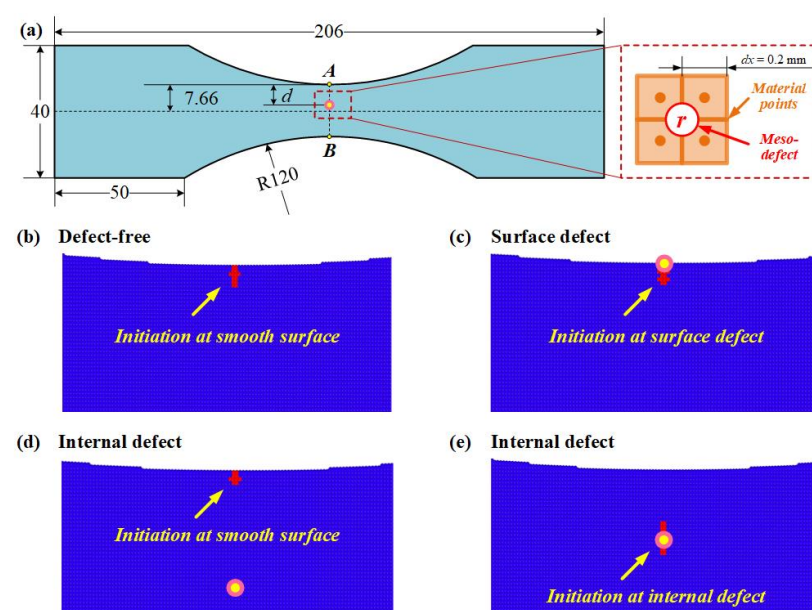 (a)
206
A
dx = 0.2 mm
7.66
d
40
r
Material
points
Meso-
defect
B
R120
50
(b) Defect-free
(c) Surface defect
Initiation at smooth surface
Initiation at surface defect
(d) Internal defect
(e) Internal defect
Initiation at smooth surface
Initiation at internal defect